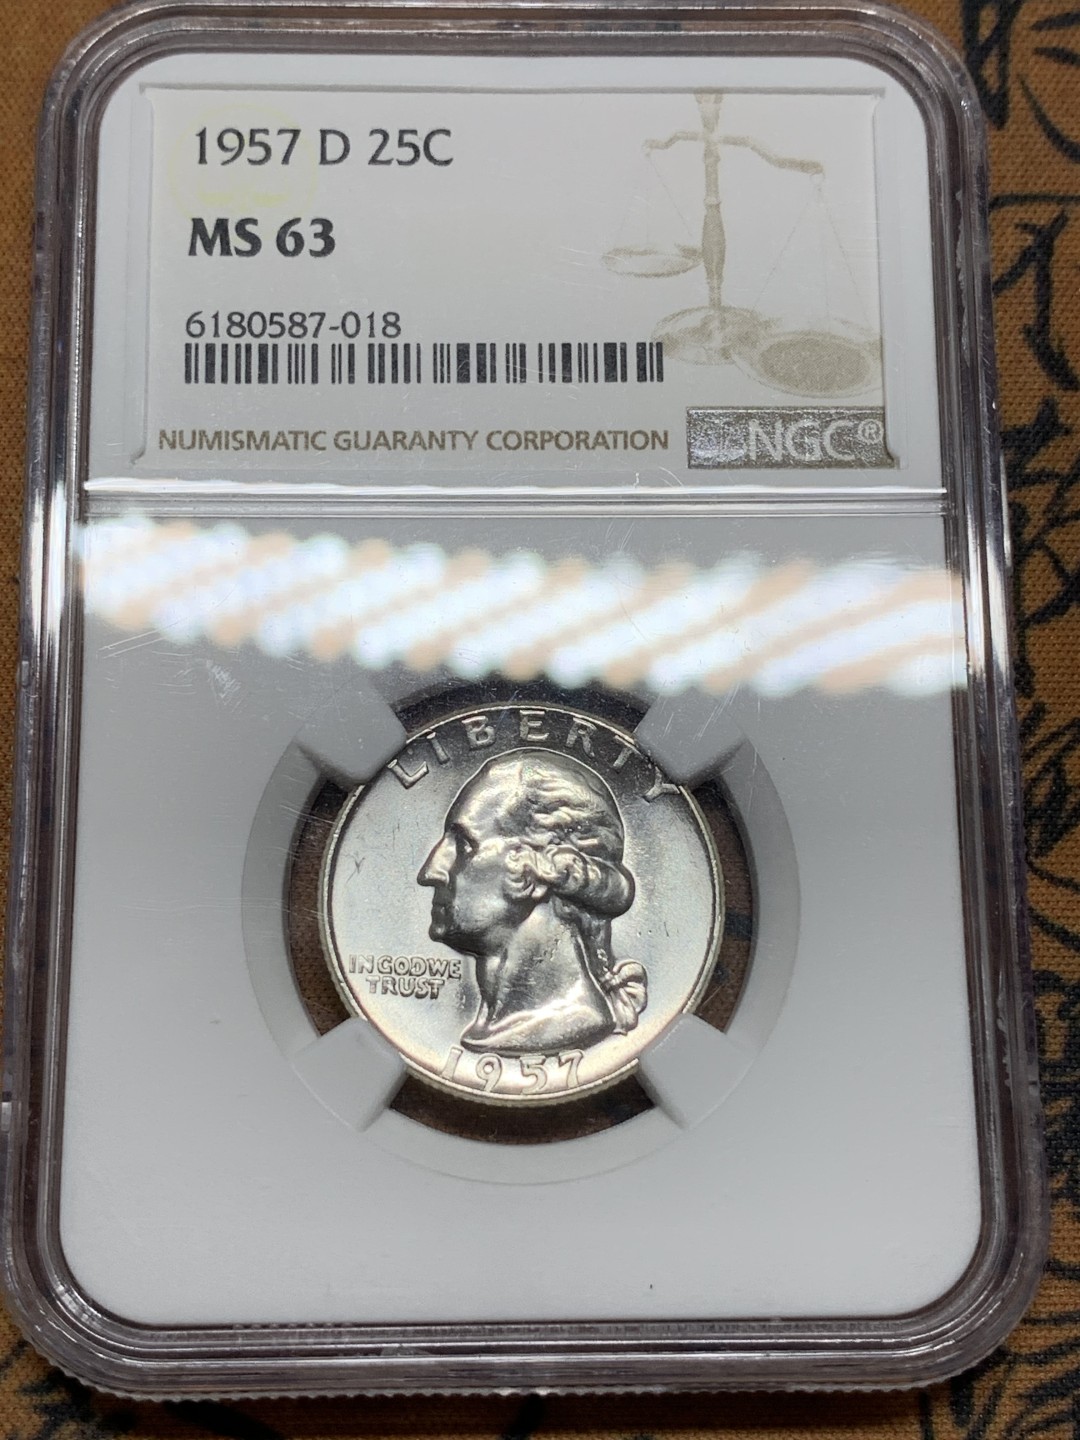 1957 D 25C
MS 63
6180587-018
NUMISMATIC GUARANTY CORPORATION
NGC®
LIBERTY
IN GOD WE
TRUST
1957